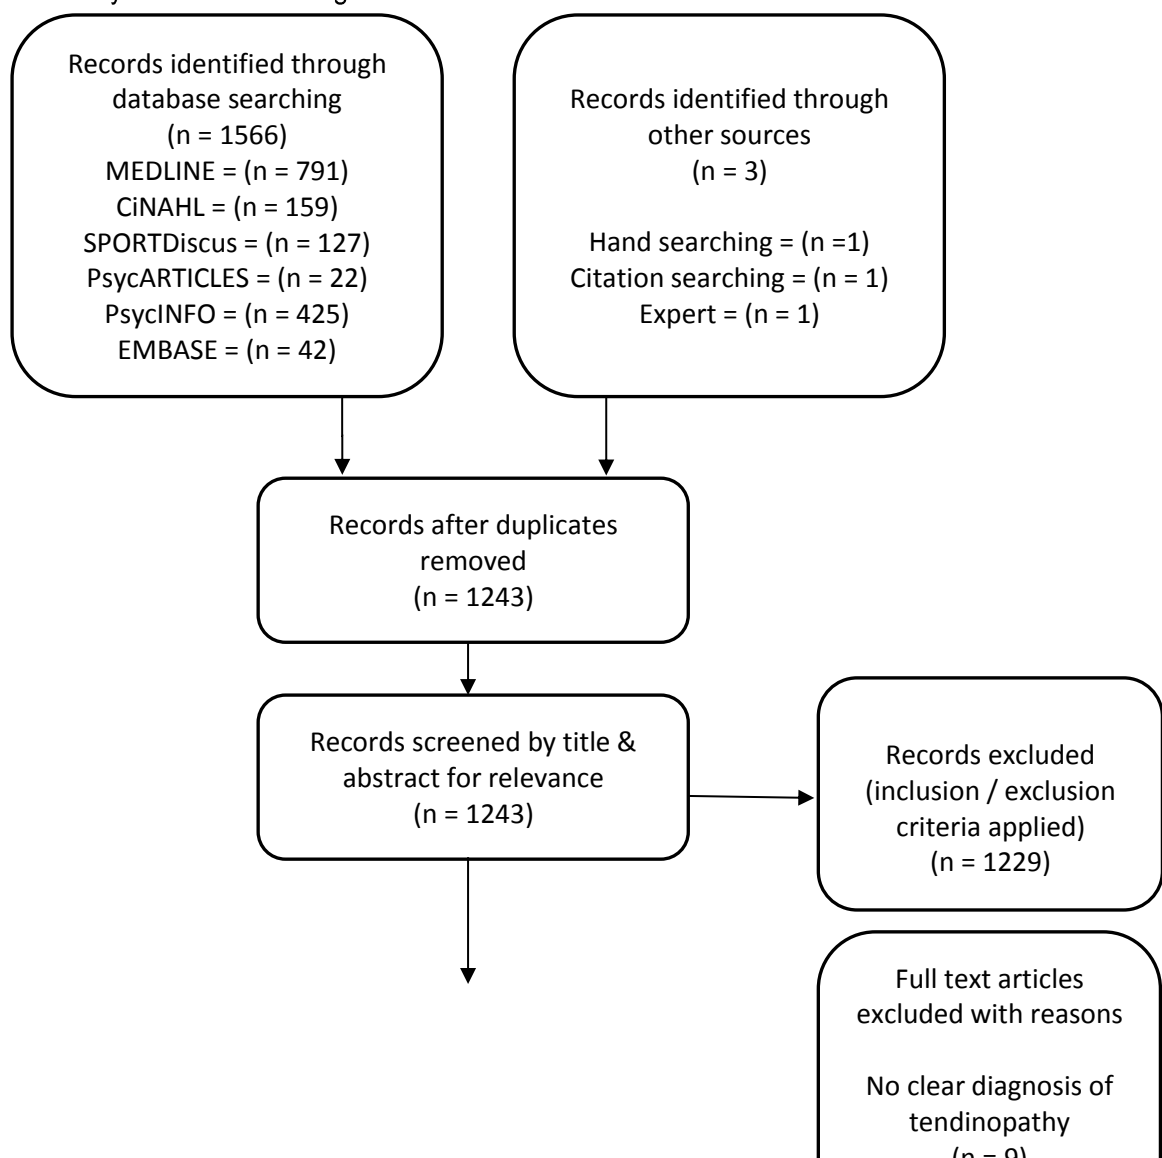 Records identified through
database searching
(n = 1566)
MEDLINE = (n = 791)
CiNAHL = (n = 159)
SPORTDiscus = (n = 127)
PsycARTICLES = (n = 22)
PsycINFO = (n = 425)
EMBASE = (n = 42)
Records identified through
other sources
(n = 3)
Hand searching = (n =1)
Citation searching = (n = 1)
Expert = (n = 1)
Records after duplicates
removed
(n = 1243)
Records screened by title &
abstract for relevance
(n = 1243)
Records excluded
(inclusion / exclusion
criteria applied)
(n = 1229)
Full text articles
excluded with reasons
No clear diagnosis of
tendinopathy
(n = 9)